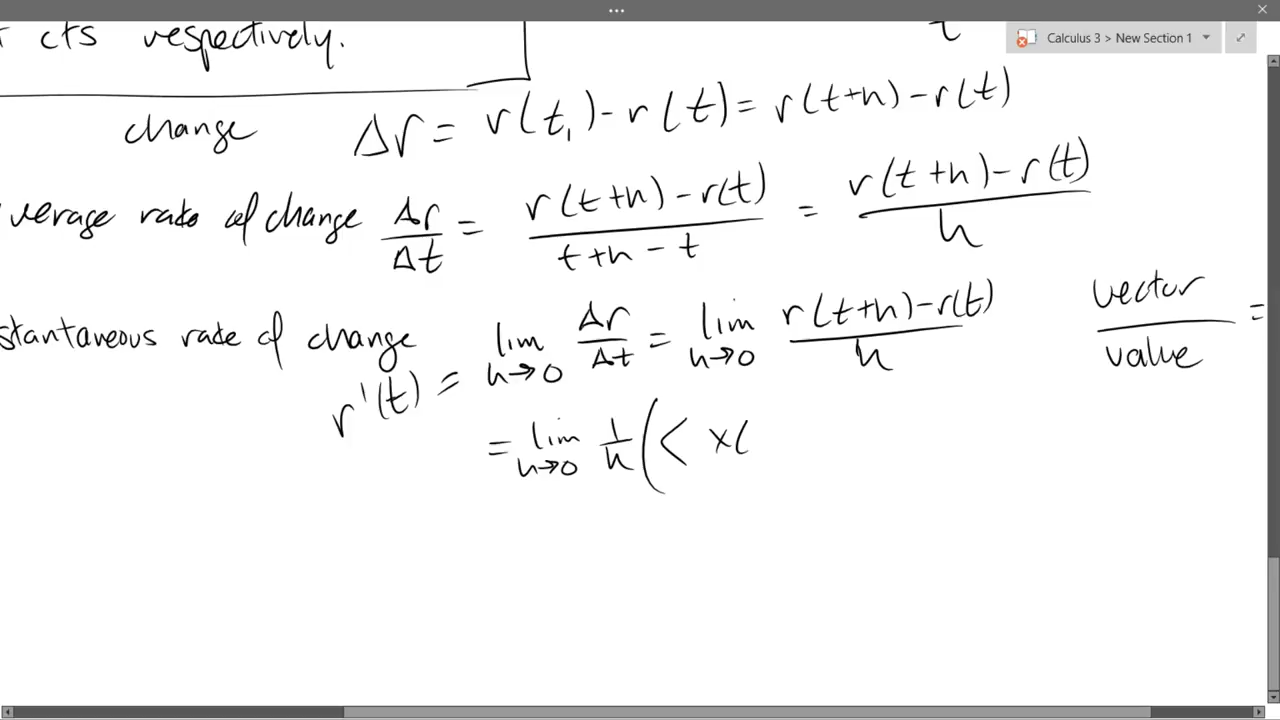 Calculus 3 > New Section 1
cts respectively.
t
change Δr = r(t₁) - r(t) = r(t+h) - r(t)
verage rate of change Δr/Δt = (r(t+h) - r(t))/(t+h - t) = (r(t+h) - r(t))/h
stantaneous rate of change lim h→0 Δr/Δt = lim h→0 (r(t+h) - r(t))/h vector/value =
r'(t) =
= lim h→0 1/h (< x(